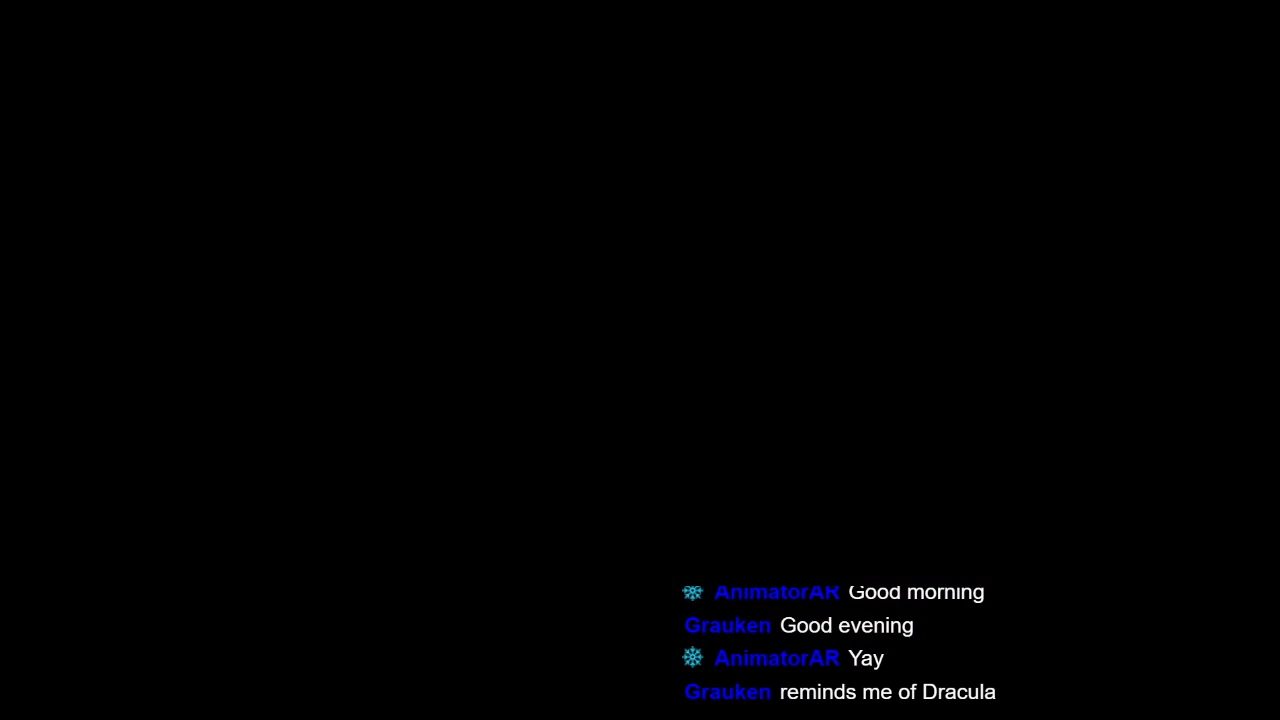 AnimatorAR Good morning
Grauken Good evening
AnimatorAR Yay
Grauken reminds me of Dracula